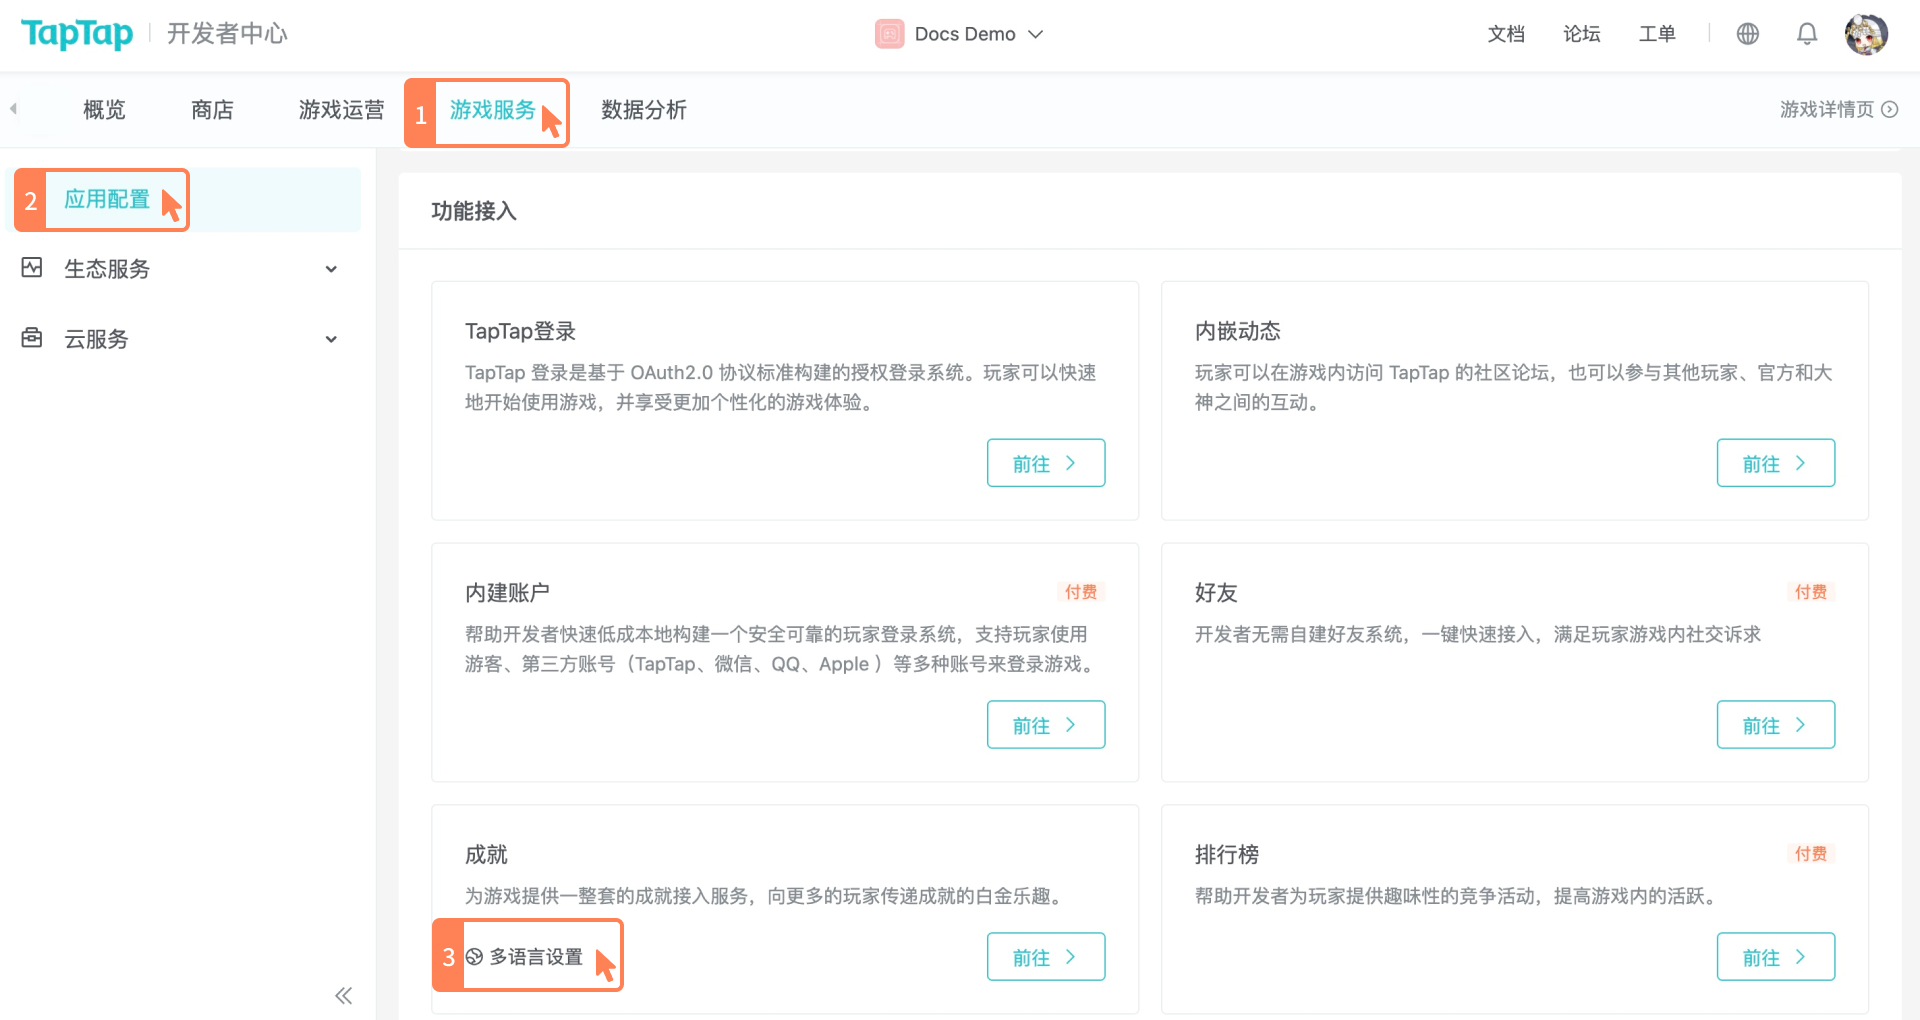 TapTap 开发者中心
Docs Demo
文档 论坛 工单
概览 商店 游戏运营 1 游戏服务 数据分析
游戏详情页
2 应用配置
生态服务
云服务
功能接入
TapTap登录
TapTap 登录是基于 OAuth2.0 协议标准构建的授权登录系统。玩家可以快速
地开始使用游戏，并享受更加个性化的游戏体验。
前往
内嵌动态
玩家可以在游戏内访问 TapTap 的社区论坛，也可以参与其他玩家、官方和大
神之间的互动。
前往
内建账户 付费
帮助开发者快速低成本地构建一个安全可靠的玩家登录系统，支持玩家使用
游客、第三方账号（TapTap、微信、QQ、Apple ）等多种账号来登录游戏。
前往
好友 付费
开发者无需自建好友系统，一键快速接入，满足玩家游戏内社交诉求
前往
成就
为游戏提供一整套的成就接入服务，向更多的玩家传递成就的白金乐趣。
3 多语言设置
前往
排行榜 付费
帮助开发者为玩家提供趣味性的竞争活动，提高游戏内的活跃。
前往